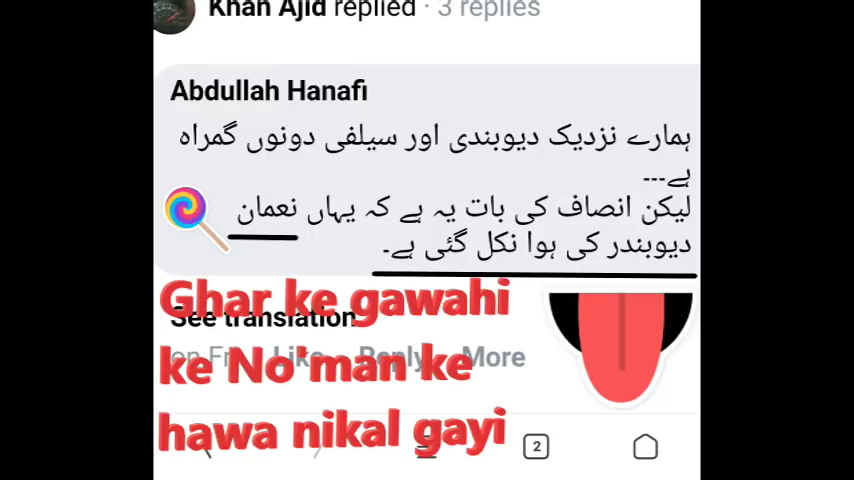 Khan Ajid replied · 3 replies
Abdullah Hanafi
ہمارے نزدیک دیوبندی اور سیلفی دونوں گمراہ
ہے۔۔۔
لیکن انصاف کی بات یہ ہے کہ یہاں نعمان
دیوبندر کی ہوا نکل گئی ہے۔
Ghar ke gawahi
See translation
ke No'man ke
on Fr Like Reply More
hawa nikal gayi
2